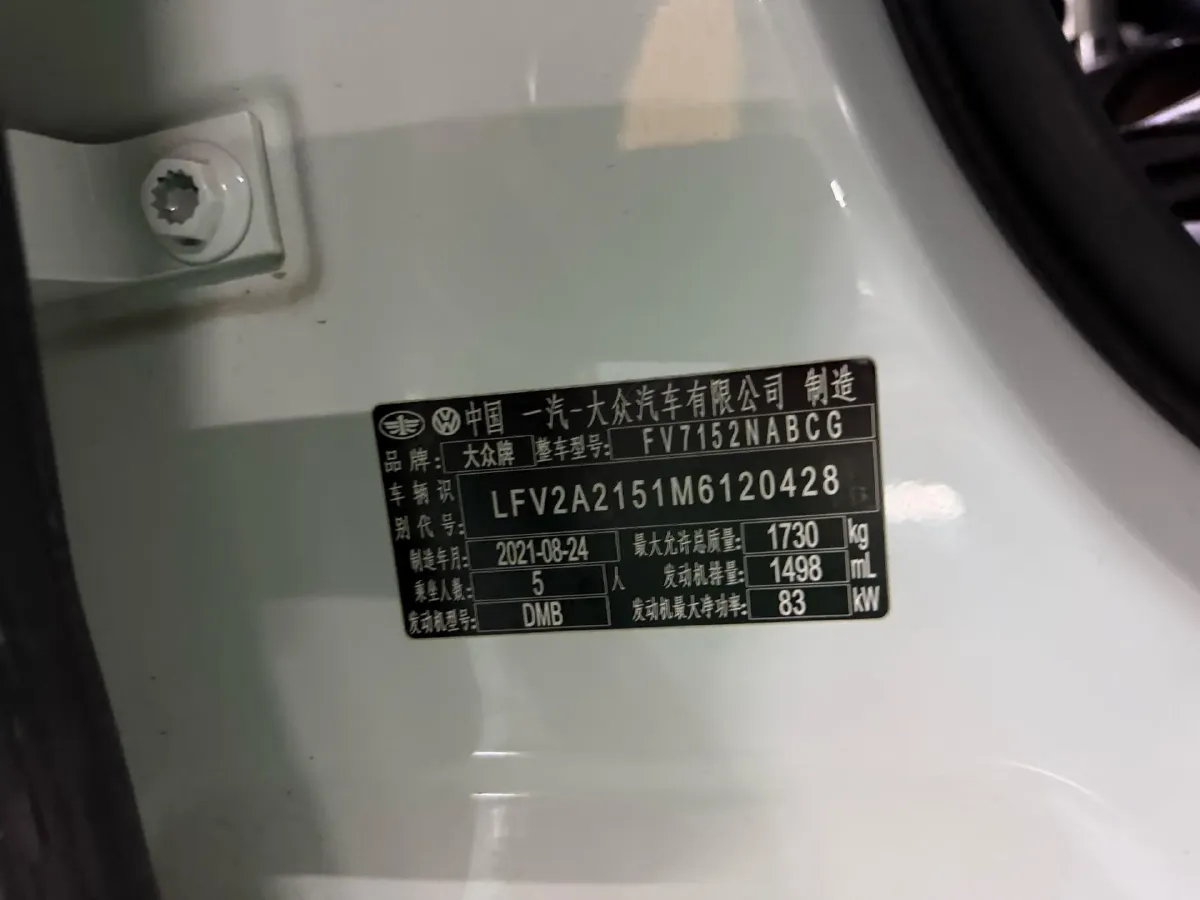 中国 一汽-大众汽车有限公司 制造
品牌: 大众牌 整车型号: FV7152NABCG
车辆识别代号: LFV2A2151M6120428
制造年月: 2021-08-24 最大允许总质量: 1730 kg
乘坐人数: 5 人 发动机排量: 1498 mL
发动机型号: DMB 发动机最大净功率: 83 kW